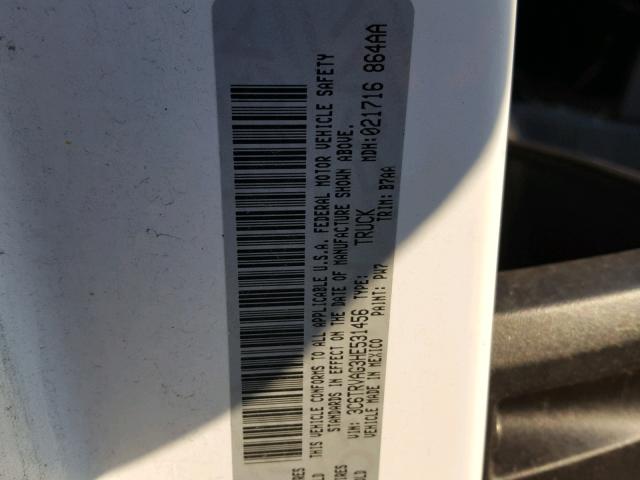 THIS VEHICLE CONFORMS TO ALL APPLICABLE U.S.A. FEDERAL MOTOR VEHICLE SAFETY
STANDARDS IN EFFECT ON THE DATE OF MANUFACTURE SHOWN ABOVE.
VIN: 3C6TRVAG3HE531456 TYPE: TRUCK MDH:021716 864AA
VEHICLE MADE IN MEXICO PAINT: PW7 TRIM: B7AA